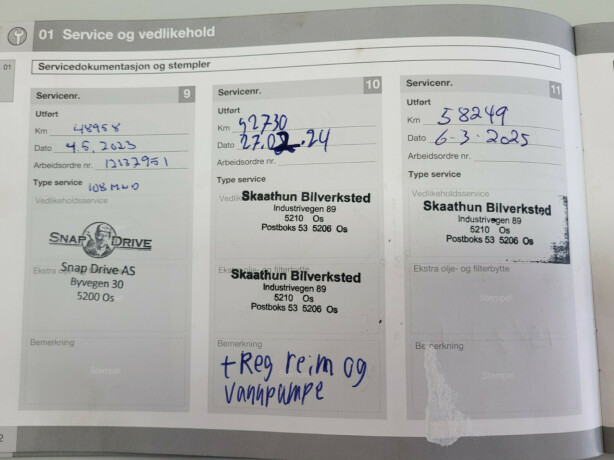 01 Service og vedlikehold
01
Servicedokumentasjon og stempler
Servicenr. 9
Utført
Km 48958
Dato 4.5, 2023
Arbeidsordre nr. 12137951
Type service
108 MND
Vedlikeholdsservice
SNAP DRIVE
Snap Drive AS
Byvegen 30
5200 Os
Ekstra olje- og filterbytte
Bemerkning
Stempel
Servicenr. 10
Utført
Km 52730
Dato 27.02.24
Arbeidsordre nr.
Type service
Skaathun Bilverksted
Industrivegen 89
5210 Os
Postboks 53 5206 Os
Skaathun Bilverksted
Industrivegen 89
5210 Os
Postboks 53 5206 Os
Bemerkning
+ Reg reim og
vannpumpe
Servicenr. 11
Utført
Km 58249
Dato 6-3-2025
Arbeidsordre nr.
Type service
Vedlikeholdsservice
Skaathun Bilverksted
Industrivegen 89
5210 Os
Postboks 53 5206 Os
Ekstra olje- og filterbytte
Stempel
Bemerkning
Stempel
2